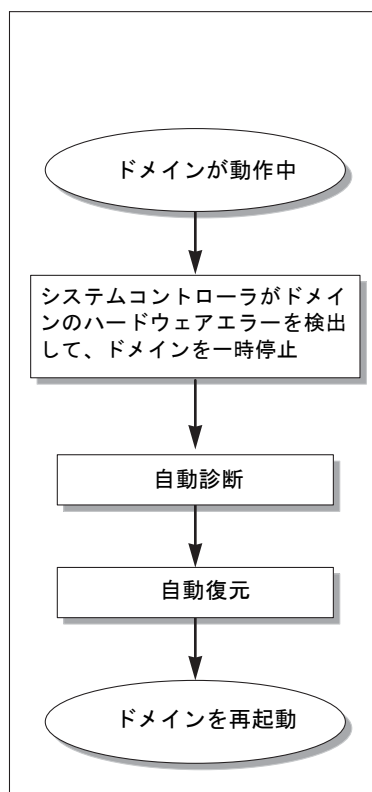 ドメインが動作中
システムコントローラがドメイ
ンのハードウェアエラーを検出
して、ドメインを一時停止
自動診断
自動復元
ドメインを再起動